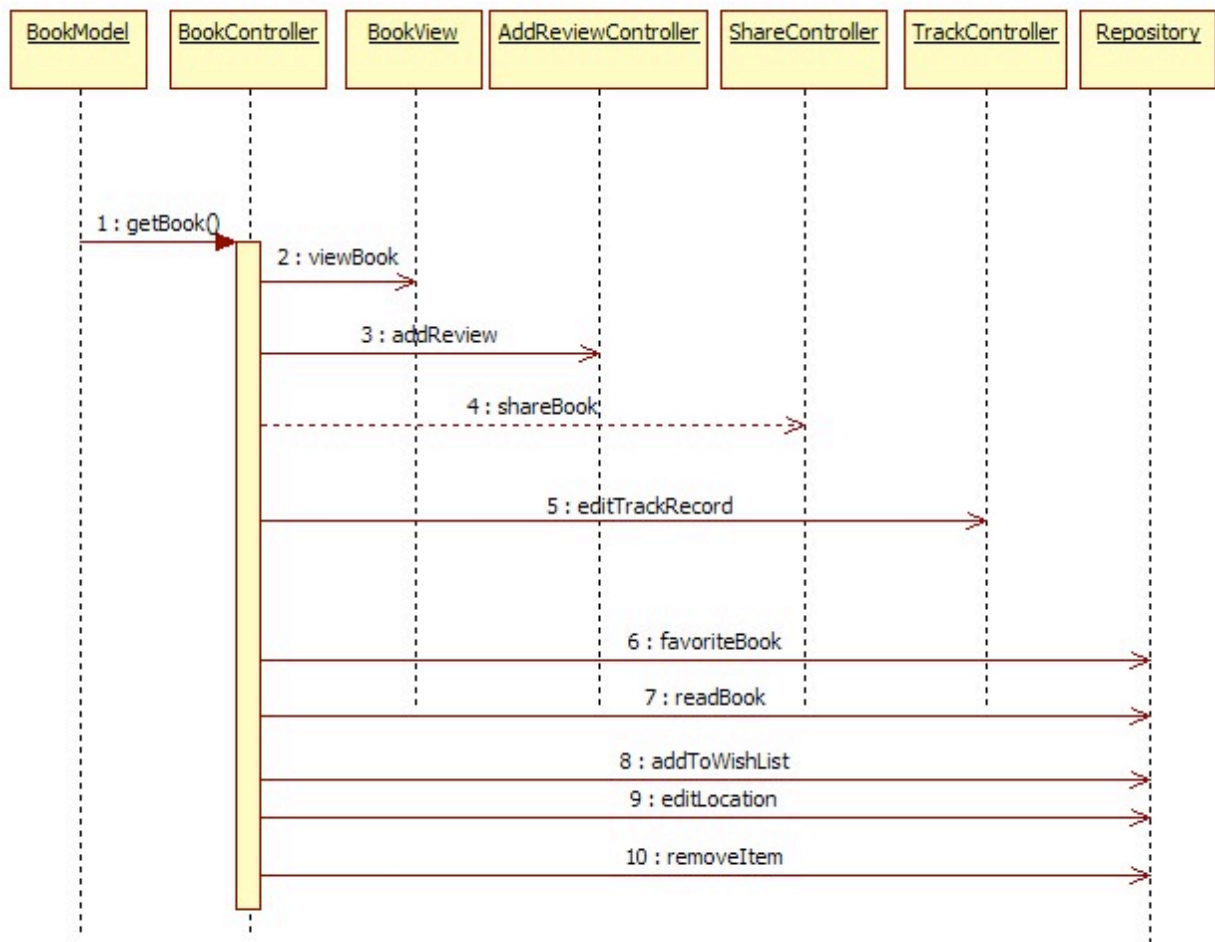 BookModel
BookController
BookView
AddReviewController
ShareController
TrackController
Repository
1 : getBook()
2 : viewBook
3 : addReview
4 : shareBook
5 : editTrackRecord
6 : favoriteBook
7 : readBook
8 : addToWishList
9 : editLocation
10 : removeItem